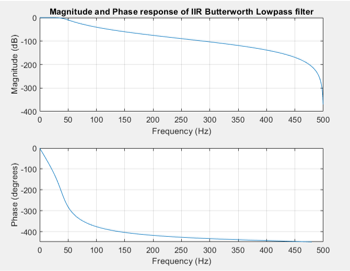 Magnitude and Phase response of IIR Butterworth Lowpass filter
0
-100
-200
-300
-400
Magnitude (dB)
0 50 100 150 200 250 300 350 400 450 500
Frequency (Hz)
0
-100
-200
-300
-400
Phase (degrees)
0 50 100 150 200 250 300 350 400 450 500
Frequency (Hz)